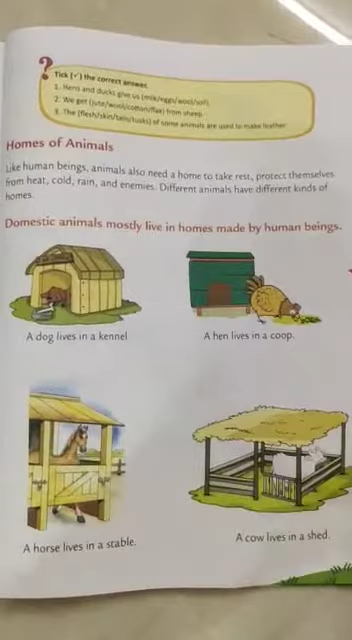 ?
Tick (✓) the correct answer.
1. Hens and ducks give us (milk/eggs/wool/soil).
2. We get (jute/wool/cotton/flax) from sheep.
3. The (flesh/skin/tails/tusks) of some animals are used to make leather.
Homes of Animals
Like human beings, animals also need a home to take rest, protect themselves
from heat, cold, rain, and enemies. Different animals have different kinds of
homes.
Domestic animals mostly live in homes made by human beings.
A dog lives in a kennel
A hen lives in a coop.
A horse lives in a stable.
A cow lives in a shed.